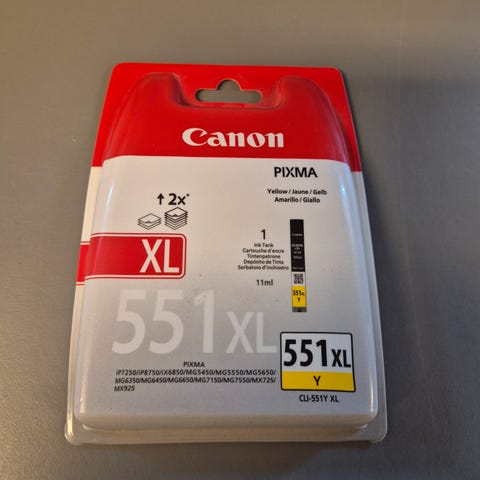 Canon
PIXMA
Yellow / Jaune / Gelb
Amarillo / Giallo
↑ 2x*
XL
1
Ink Tank
Cartouche d'encre
Tintenpatrone
Depósito de Tinta
Serbatoio d'inchiostro
11ml
551XL
Y
551XL
551XL
Y
CLI-551Y XL
PIXMA
iP7250/iP8750/iX6850/MG5450/MG5550/MG5650/
MG6350/MG6450/MG6650/MG7150/MG7550/MX725/
MX925